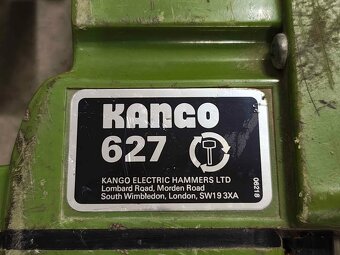 KANGO
627
KANGO ELECTRIC HAMMERS LTD
Lombard Road, Morden Road
South Wimbledon, London, SW19 3XA
06218